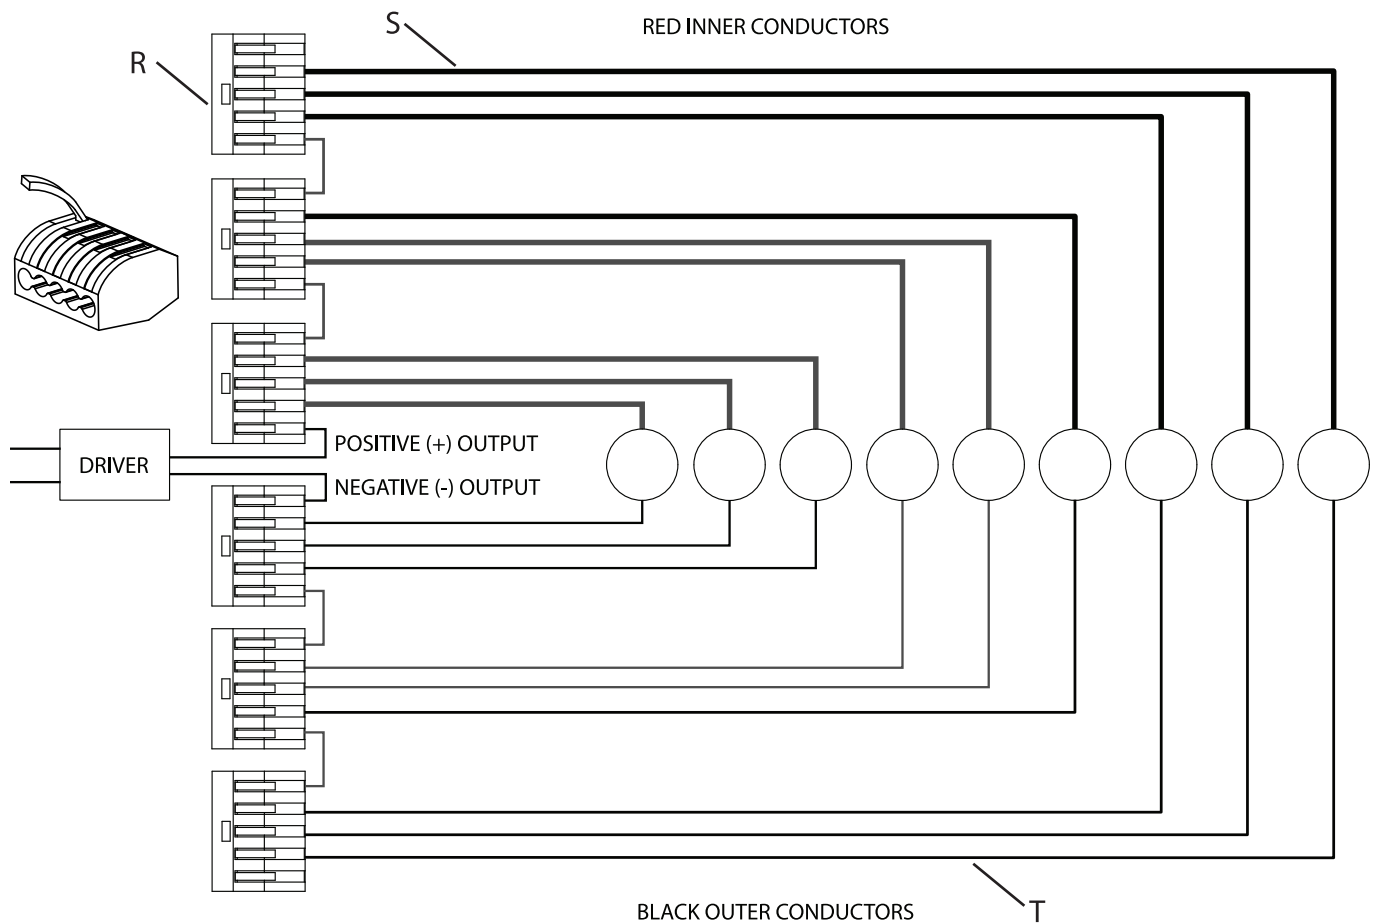 S
RED INNER CONDUCTORS
R
POSITIVE (+) OUTPUT
DRIVER
NEGATIVE (-) OUTPUT
BLACK OUTER CONDUCTORS
T